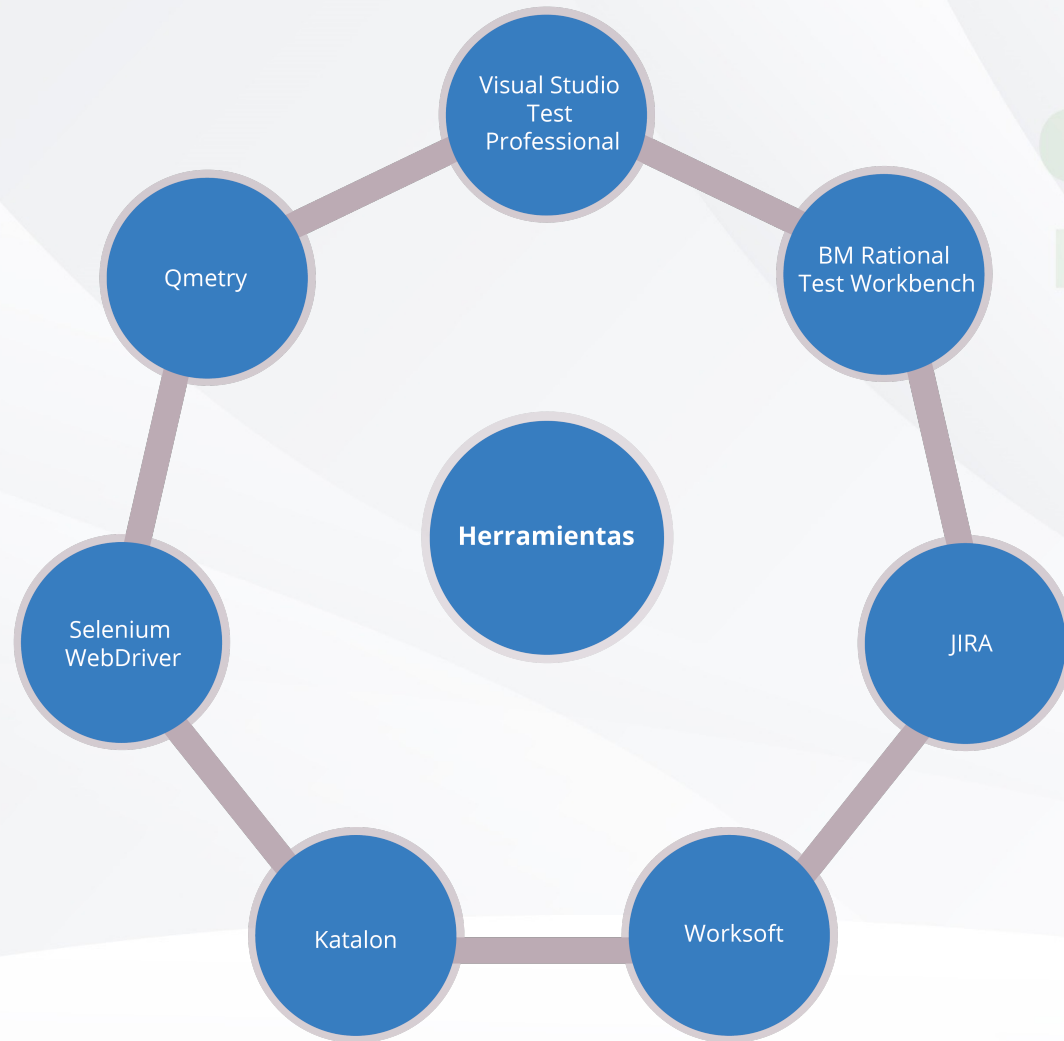 Visual Studio
Test
Professional
BM Rational
Test Workbench
Qmetry
Herramientas
Selenium
WebDriver
JIRA
Katalon
Worksoft